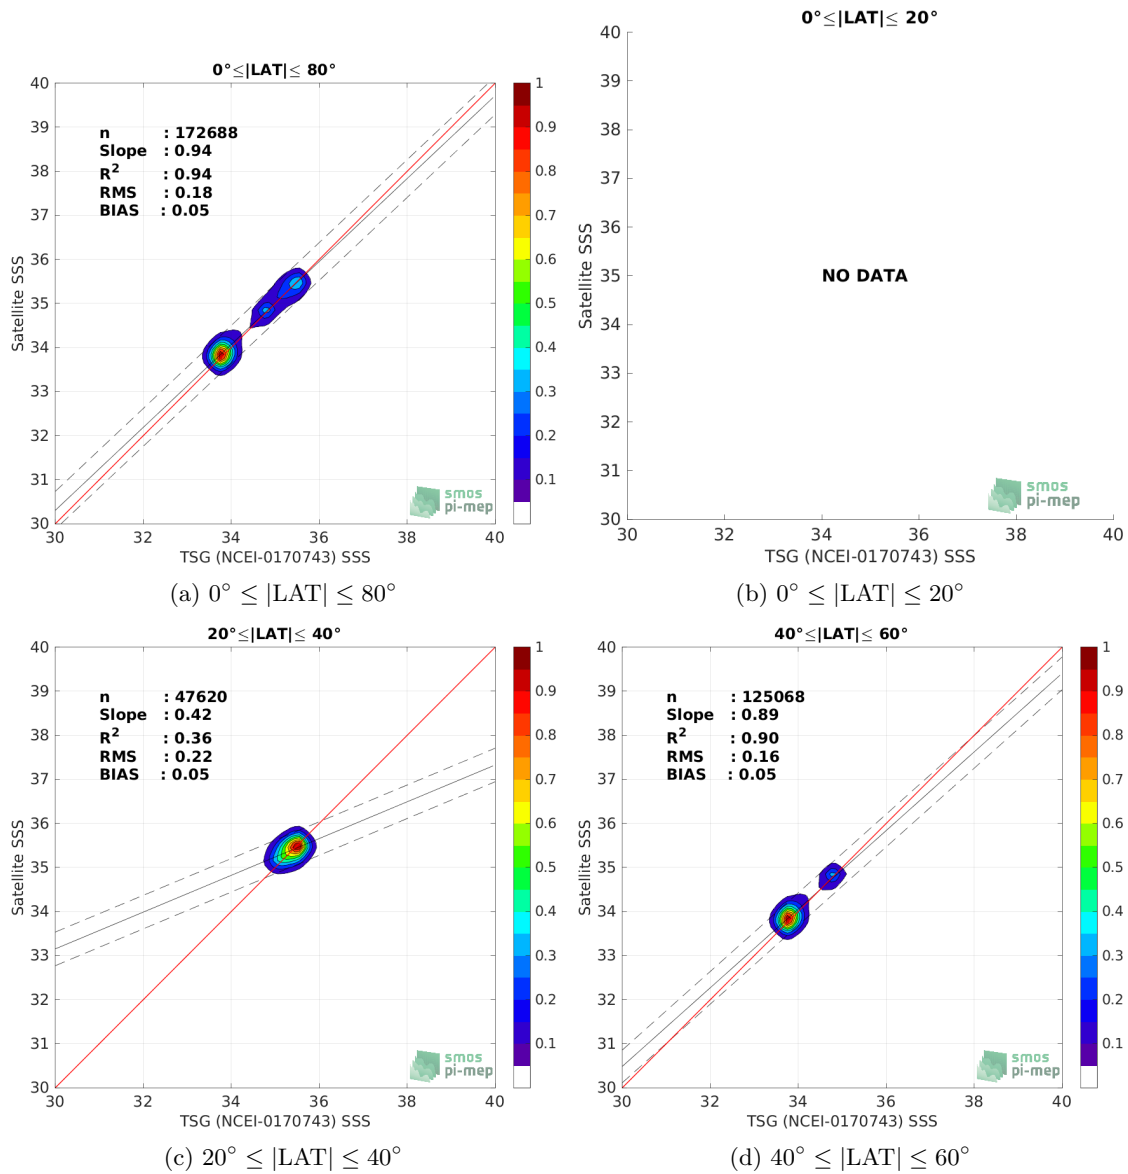 0°≤|LAT|≤ 80°
40
39
38
37
36
35
34
33
32
31
30
Satellite SSS
n : 172688
Slope : 0.94
R² : 0.94
RMS : 0.18
BIAS : 0.05
smos
pi-mep
30 32 34 36 38 40
TSG (NCEI-0170743) SSS
1
0.9
0.8
0.7
0.6
0.5
0.4
0.3
0.2
0.1
(a) 0° ≤ |LAT| ≤ 80°
0°≤|LAT|≤ 20°
40
39
38
37
36
35
34
33
32
31
30
Satellite SSS
NO DATA
smos
pi-mep
30 32 34 36 38 40
TSG (NCEI-0170743) SSS
(b) 0° ≤ |LAT| ≤ 20°
20°≤|LAT|≤ 40°
40
39
38
37
36
35
34
33
32
31
30
Satellite SSS
n : 47620
Slope : 0.42
R² : 0.36
RMS : 0.22
BIAS : 0.05
smos
pi-mep
30 32 34 36 38 40
TSG (NCEI-0170743) SSS
1
0.9
0.8
0.7
0.6
0.5
0.4
0.3
0.2
0.1
(c) 20° ≤ |LAT| ≤ 40°
40°≤|LAT|≤ 60°
40
39
38
37
36
35
34
33
32
31
30
Satellite SSS
n : 125068
Slope : 0.89
R² : 0.90
RMS : 0.16
BIAS : 0.05
smos
pi-mep
30 32 34 36 38 40
TSG (NCEI-0170743) SSS
1
0.9
0.8
0.7
0.6
0.5
0.4
0.3
0.2
0.1
(d) 40° ≤ |LAT| ≤ 60°